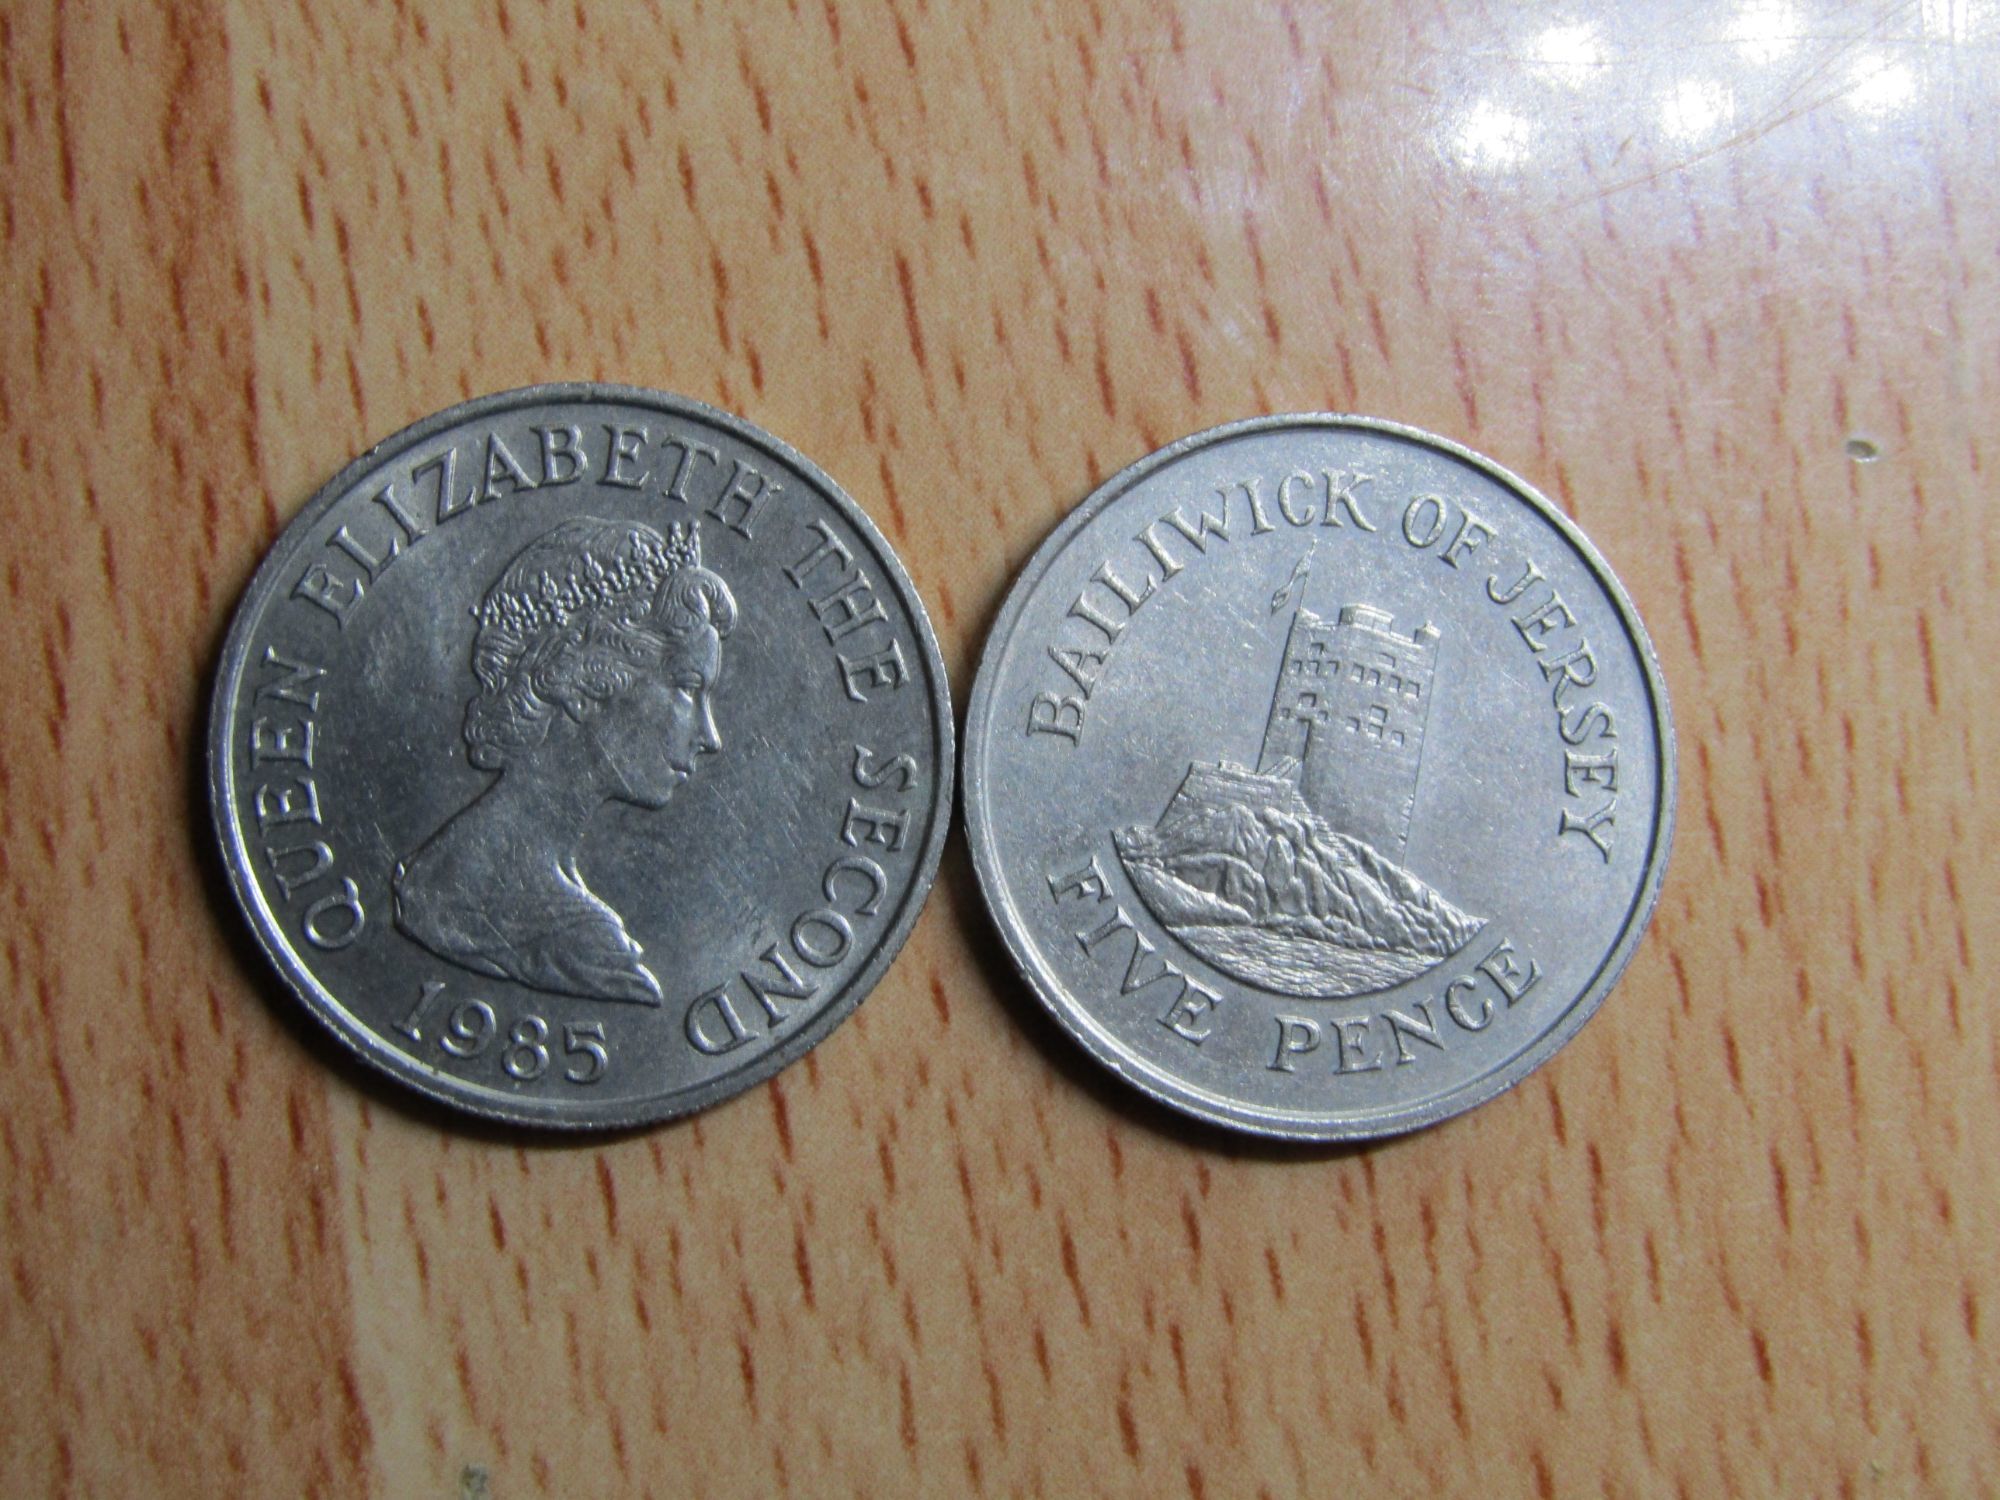 QUEEN ELIZABETH THE SECOND
1985
BAILIWICK OF JERSEY
FIVE PENCE